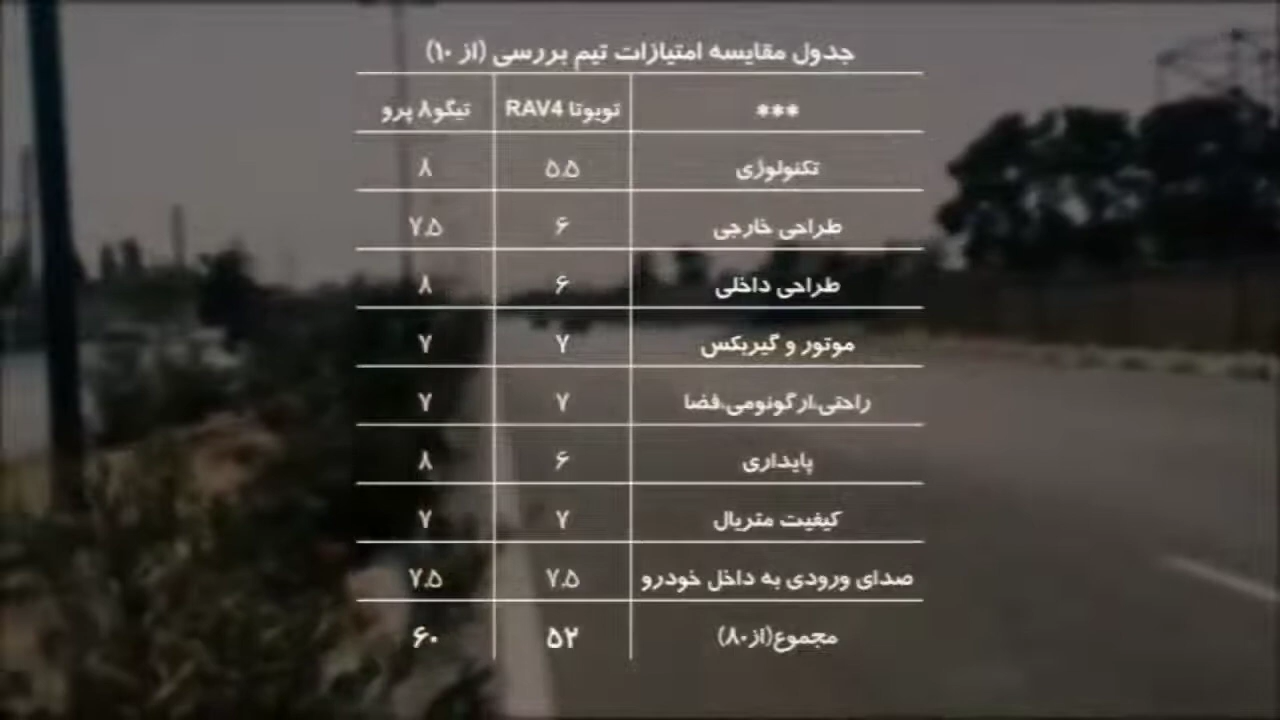 جدول مقایسه امتیازات تیم بررسی (از ۱۰)
*** تویوتا RAV4 تیگو۸ پرو
تکنولوژی ۵.۵ ۸
طراحی خارجی ۶ ۷.۵
طراحی داخلی ۶ ۸
موتور و گیربکس ۷ ۷
راحتی،ارگونومی،فضا ۷ ۷
پایداری ۶ ۸
کیفیت متریال ۷ ۷
صدای ورودی به داخل خودرو ۷.۵ ۷.۵
مجموع(از۸۰) ۵۲ ۶۰